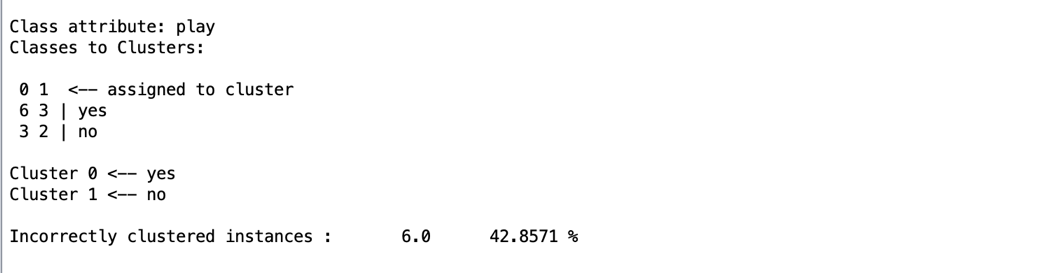 Class attribute: play
Classes to Clusters:
0 1 <-- assigned to cluster
6 3 | yes
3 2 | no
Cluster 0 <-- yes
Cluster 1 <-- no
Incorrectly clustered instances : 6.0 42.8571 %